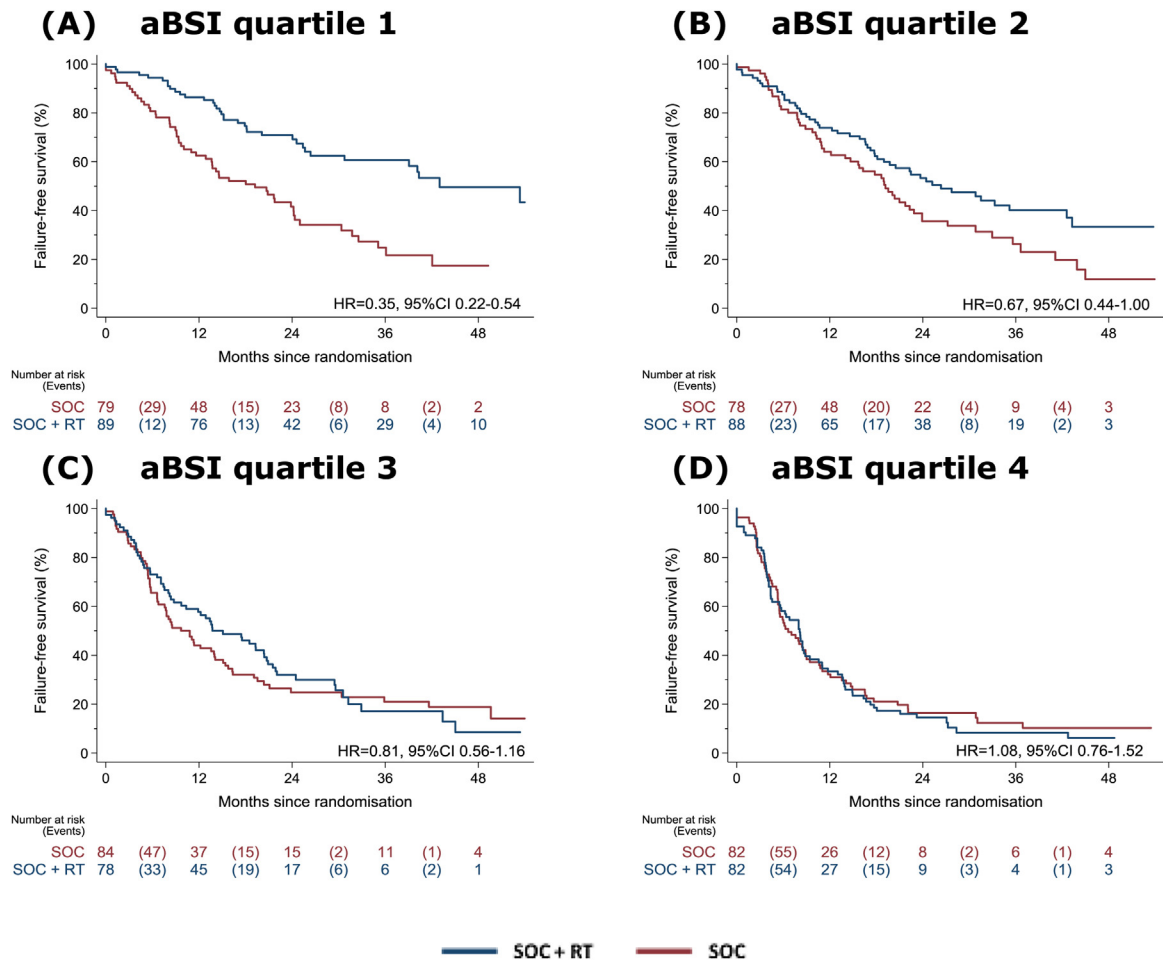 (A) aBSI quartile 1
Failure-free survival (%)
100
80
60
40
20
0
HR=0.35, 95%CI 0.22-0.54
0 12 24 36 48
Months since randomisation
Number at risk
(Events)
SOC 79 (29) 48 (15) 23 (8) 8 (2) 2
SOC + RT 89 (12) 76 (13) 42 (6) 29 (4) 10
(B) aBSI quartile 2
Failure-free survival (%)
100
80
60
40
20
0
HR=0.67, 95%CI 0.44-1.00
0 12 24 36 48
Months since randomisation
Number at risk
(Events)
SOC 78 (27) 48 (20) 22 (4) 9 (4) 3
SOC + RT 88 (23) 65 (17) 38 (8) 19 (2) 3
(C) aBSI quartile 3
Failure-free survival (%)
100
80
60
40
20
0
HR=0.81, 95%CI 0.56-1.16
0 12 24 36 48
Months since randomisation
Number at risk
(Events)
SOC 84 (47) 37 (15) 15 (2) 11 (1) 4
SOC + RT 78 (33) 45 (19) 17 (6) 6 (2) 1
(D) aBSI quartile 4
Failure-free survival (%)
100
80
60
40
20
0
HR=1.08, 95%CI 0.76-1.52
0 12 24 36 48
Months since randomisation
Number at risk
(Events)
SOC 82 (55) 26 (12) 8 (2) 6 (1) 4
SOC + RT 82 (54) 27 (15) 9 (3) 4 (1) 3
SOC + RT SOC